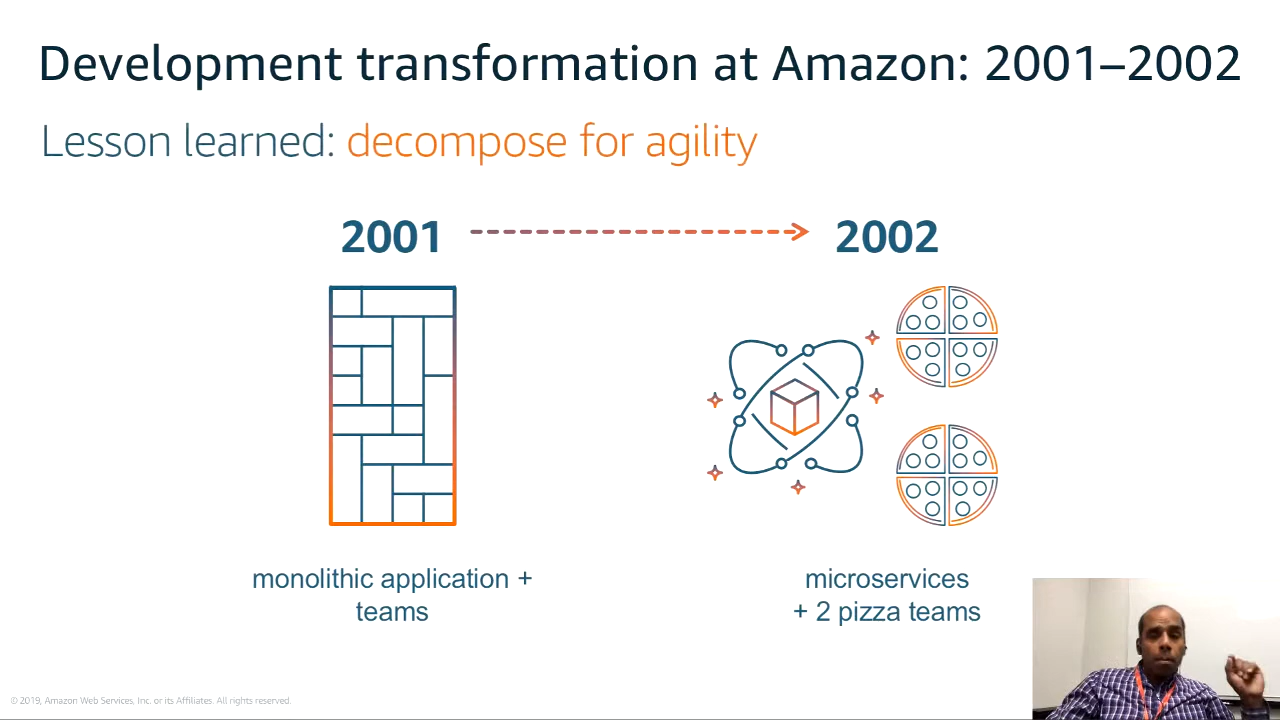 Development transformation at Amazon: 2001–2002
Lesson learned: decompose for agility
2001
2002
monolithic application +
teams
microservices
+ 2 pizza teams
© 2019, Amazon Web Services, Inc. or its Affiliates. All rights reserved.